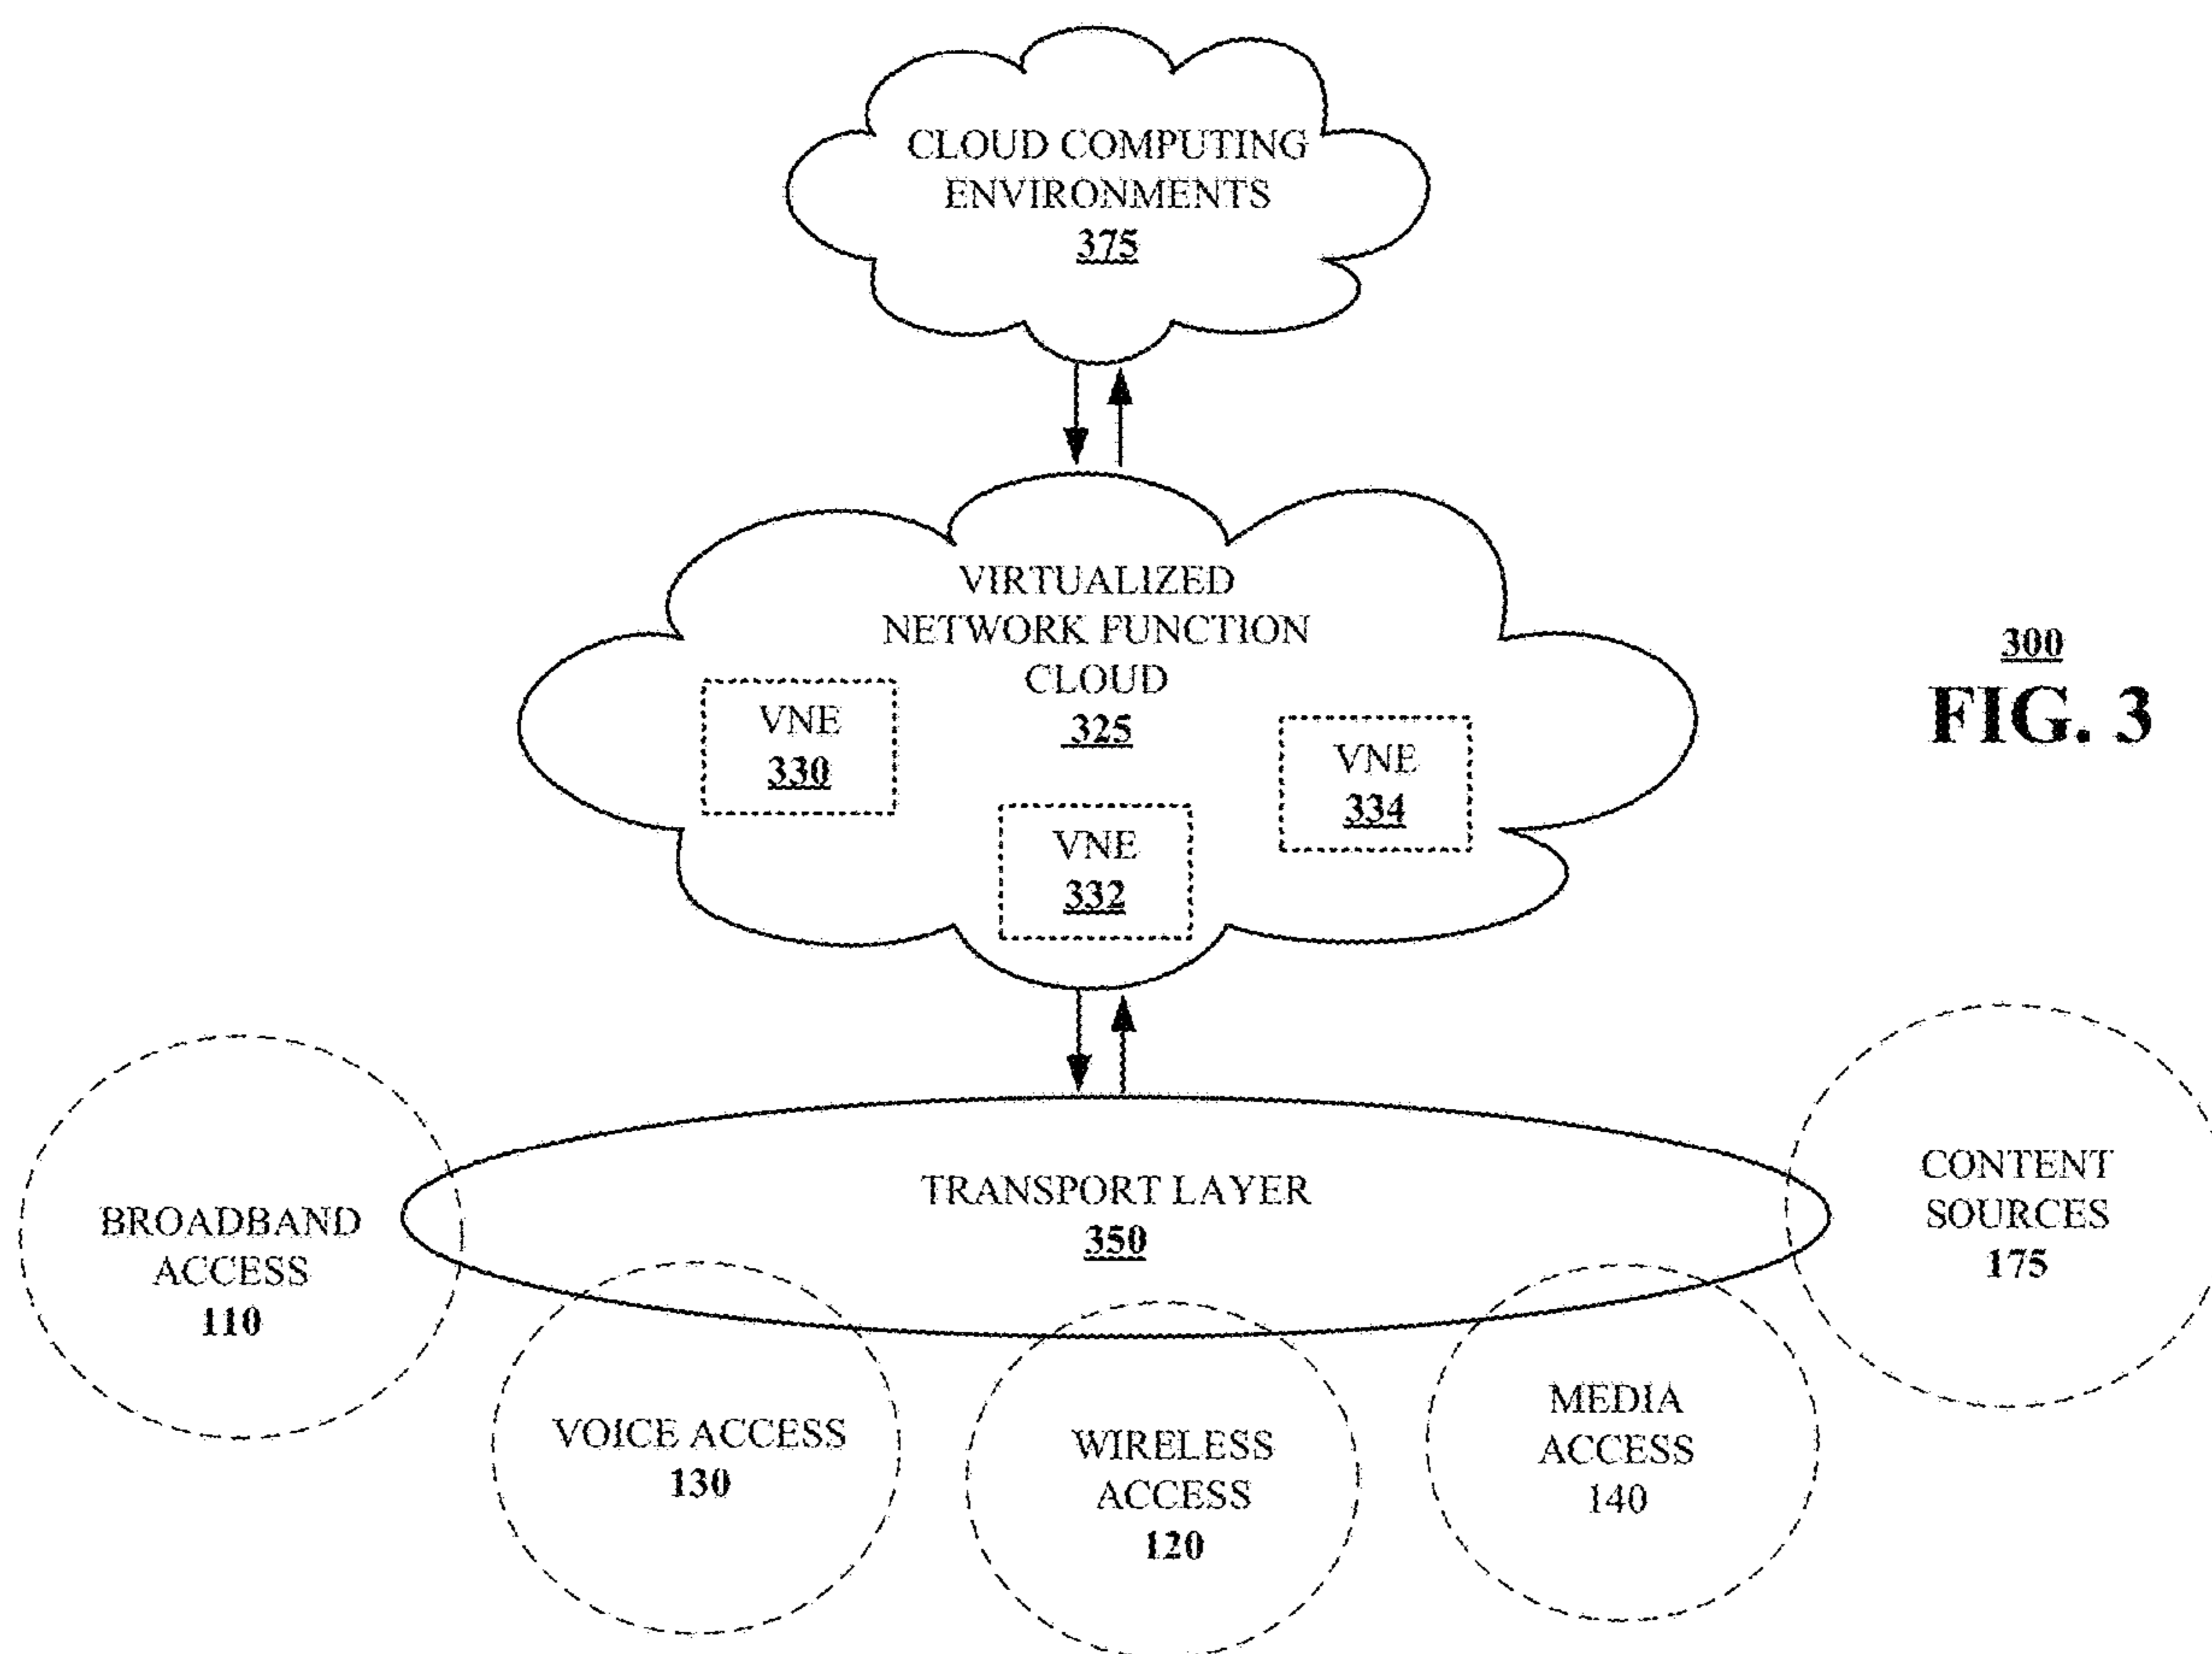 CLOUD COMPUTING
ENVIRONMENTS
375
VIRTUALIZED
NETWORK FUNCTION
CLOUD
325
VNE
330
VNE
332
VNE
334
300
FIG. 3
TRANSPORT LAYER
350
BROADBAND
ACCESS
110
VOICE ACCESS
130
WIRELESS
ACCESS
120
MEDIA
ACCESS
140
CONTENT
SOURCES
175